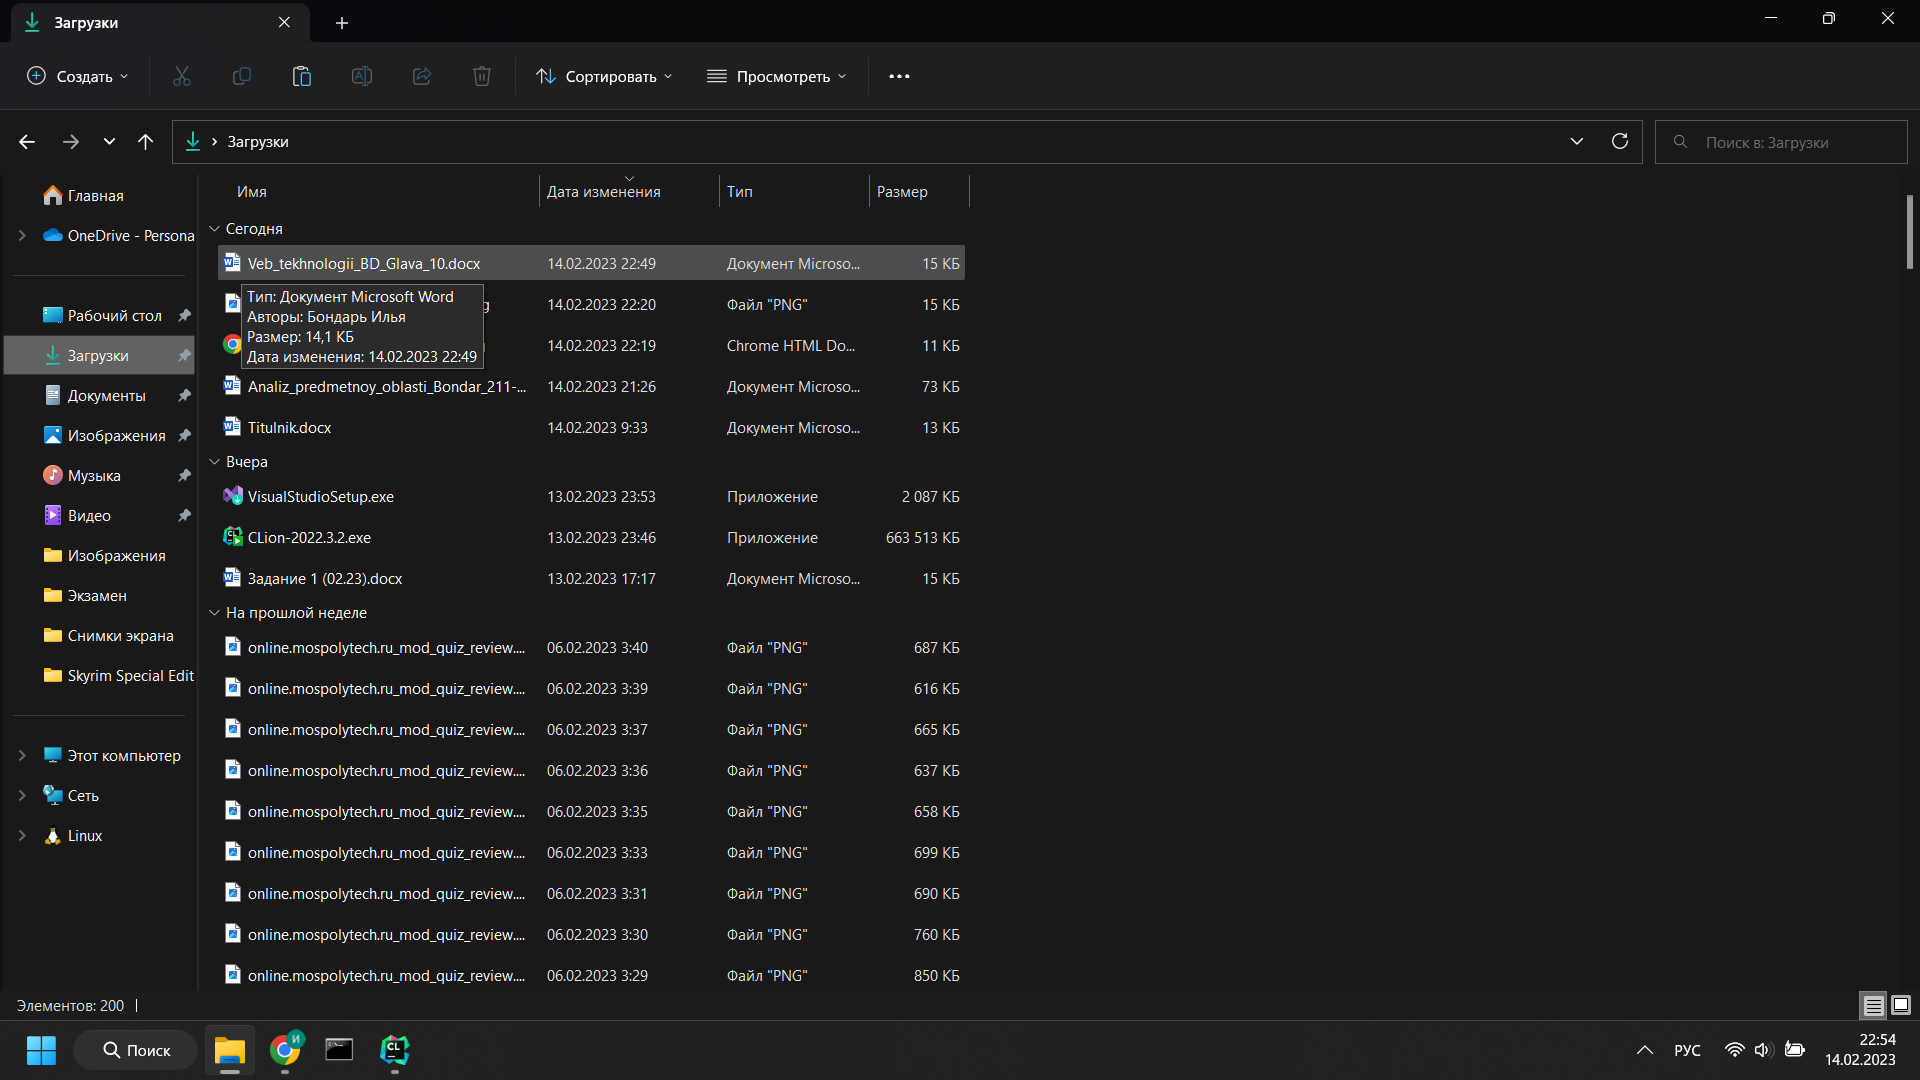 Загрузки
Создать
Сортировать
Просмотреть
Загрузки
Поиск в: Загрузки
Главная
OneDrive - Persona
Рабочий стол
Загрузки
Документы
Изображения
Музыка
Видео
Изображения
Экзамен
Снимки экрана
Skyrim Special Edit
Этот компьютер
Сеть
Linux
Имя Дата изменения Тип Размер
Сегодня
Veb_tekhnologii_BD_Glava_10.docx 14.02.2023 22:49 Документ Microso... 15 КБ
Тип: Документ Microsoft Word
Авторы: Бондарь Илья
Размер: 14,1 КБ
Дата изменения: 14.02.2023 22:49
14.02.2023 22:20 Файл "PNG" 15 КБ
14.02.2023 22:19 Chrome HTML Do... 11 КБ
Analiz_predmetnoy_oblasti_Bondar_211-... 14.02.2023 21:26 Документ Microso... 73 КБ
Titulnik.docx 14.02.2023 9:33 Документ Microso... 13 КБ
Вчера
VisualStudioSetup.exe 13.02.2023 23:53 Приложение 2 087 КБ
CLion-2022.3.2.exe 13.02.2023 23:46 Приложение 663 513 КБ
Задание 1 (02.23).docx 13.02.2023 17:17 Документ Microso... 15 КБ
На прошлой неделе
online.mospolytech.ru_mod_quiz_review.... 06.02.2023 3:40 Файл "PNG" 687 КБ
online.mospolytech.ru_mod_quiz_review.... 06.02.2023 3:39 Файл "PNG" 616 КБ
online.mospolytech.ru_mod_quiz_review.... 06.02.2023 3:37 Файл "PNG" 665 КБ
online.mospolytech.ru_mod_quiz_review.... 06.02.2023 3:36 Файл "PNG" 637 КБ
online.mospolytech.ru_mod_quiz_review.... 06.02.2023 3:35 Файл "PNG" 658 КБ
online.mospolytech.ru_mod_quiz_review.... 06.02.2023 3:33 Файл "PNG" 699 КБ
online.mospolytech.ru_mod_quiz_review.... 06.02.2023 3:31 Файл "PNG" 690 КБ
online.mospolytech.ru_mod_quiz_review.... 06.02.2023 3:30 Файл "PNG" 760 КБ
online.mospolytech.ru_mod_quiz_review.... 06.02.2023 3:29 Файл "PNG" 850 КБ
Элементов: 200
Поиск
И
CL
РУС
22:54
14.02.2023